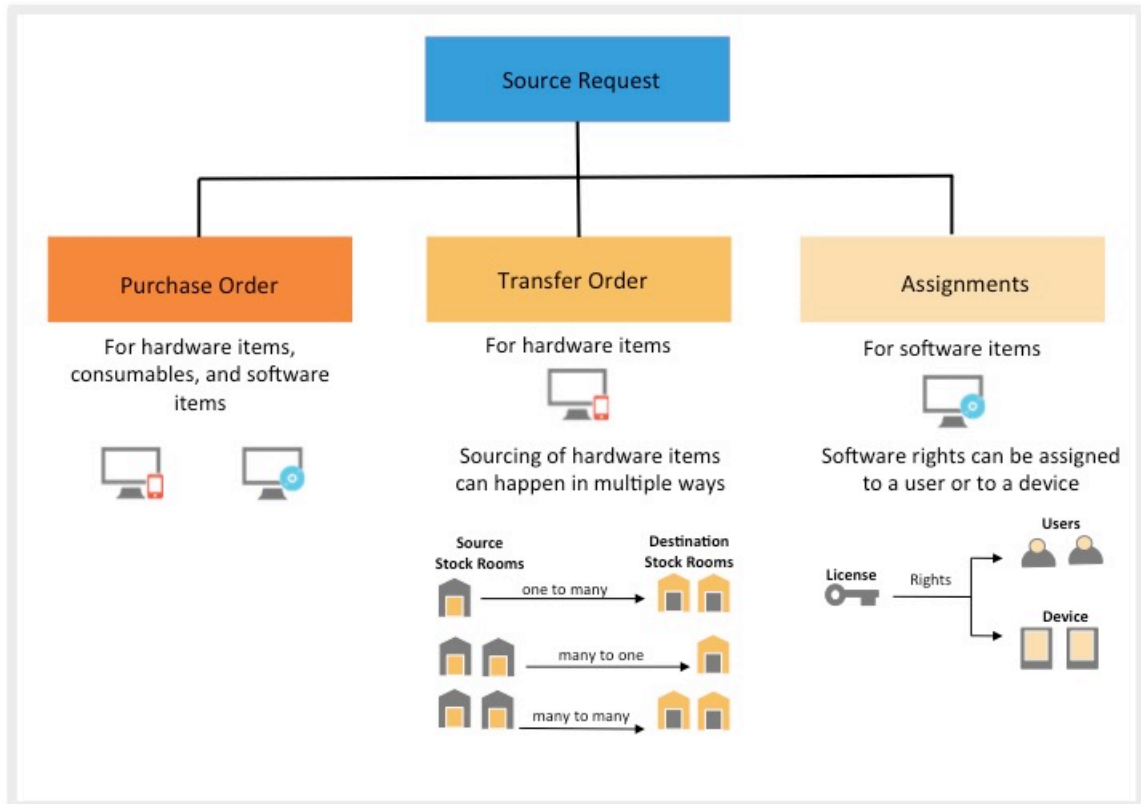 Source Request
Purchase Order
For hardware items,
consumables, and software
items
Transfer Order
For hardware items
Sourcing of hardware items
can happen in multiple ways
Source
Stock Rooms
Destination
Stock Rooms
one to many
many to one
many to many
Assignments
For software items
Software rights can be assigned
to a user or to a device
Users
License
Rights
Device